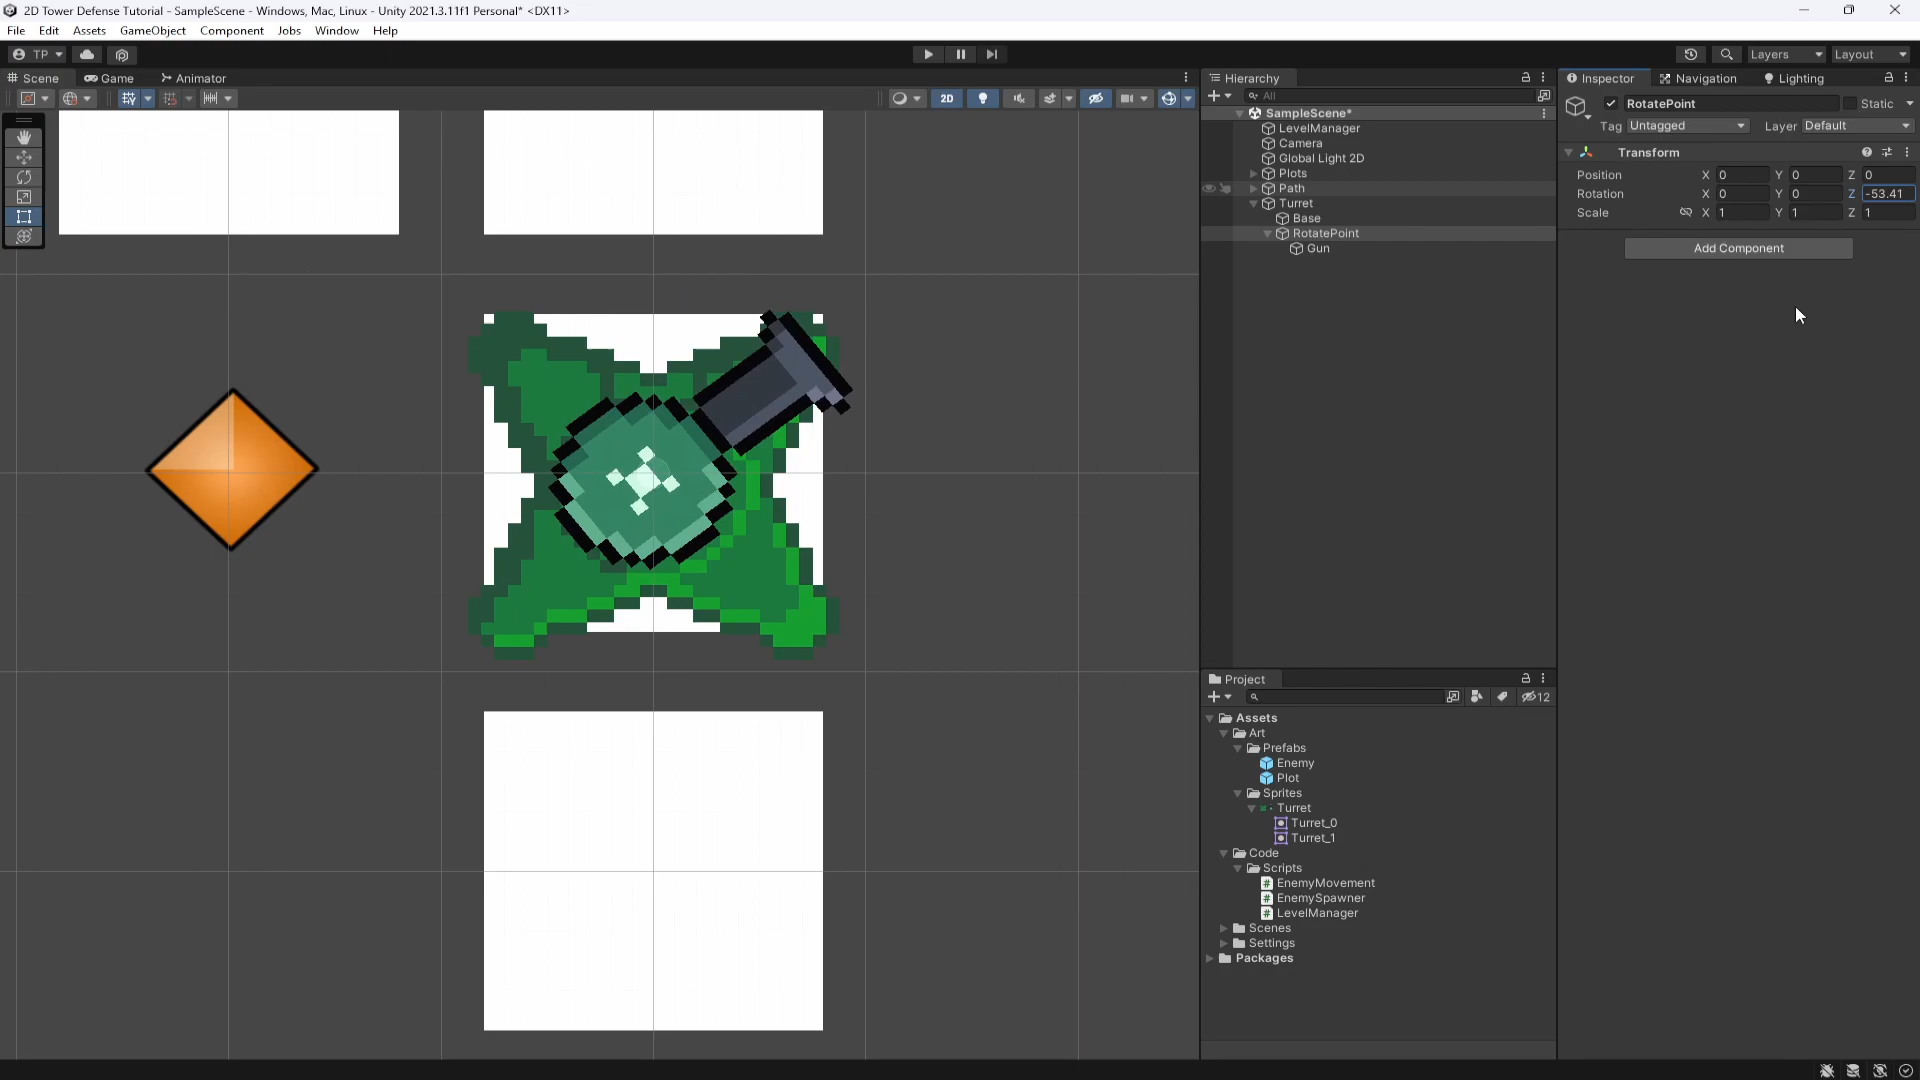 2D Tower Defense Tutorial - SampleScene - Windows, Mac, Linux - Unity 2021.3.11f1 Personal* <DX11>
File Edit Assets GameObject Component Jobs Window Help
TP Layers Layout
Scene Game Animator
2D
Hierarchy
All
SampleScene*
LevelManager
Camera
Global Light 2D
Plots
Path
Turret
Base
RotatePoint
Gun
Project
12
Assets
Art
Prefabs
Enemy
Plot
Sprites
Turret
Turret_0
Turret_1
Code
Scripts
EnemyMovement
EnemySpawner
LevelManager
Scenes
Settings
Packages
Inspector Navigation Lighting
RotatePoint Static
Tag Untagged Layer Default
Transform
Position X 0 Y 0 Z 0
Rotation X 0 Y 0 Z -53.41
Scale X 1 Y 1 Z 1
Add Component